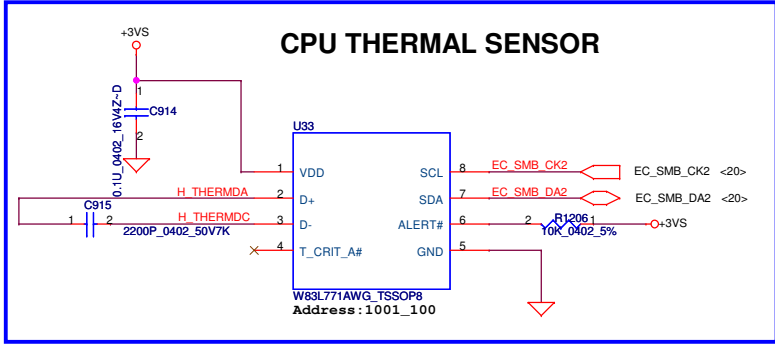 +3VS
CPU THERMAL SENSOR
1
C914
0.1U_0402_16V4Z~D
2
U33
1 VDD SCL 8 EC_SMB_CK2 EC_SMB_CK2 <20>
H_THERMDA 2 D+ SDA 7 EC_SMB_DA2 EC_SMB_DA2 <20>
C915
1 2 H_THERMDC 3 D- ALERT# 6 2 R1206 1 +3VS
2200P_0402_50V7K 10K_0402_5%
4 T_CRIT_A# GND 5
W83L771AWG_TSSOP8
Address:1001_100